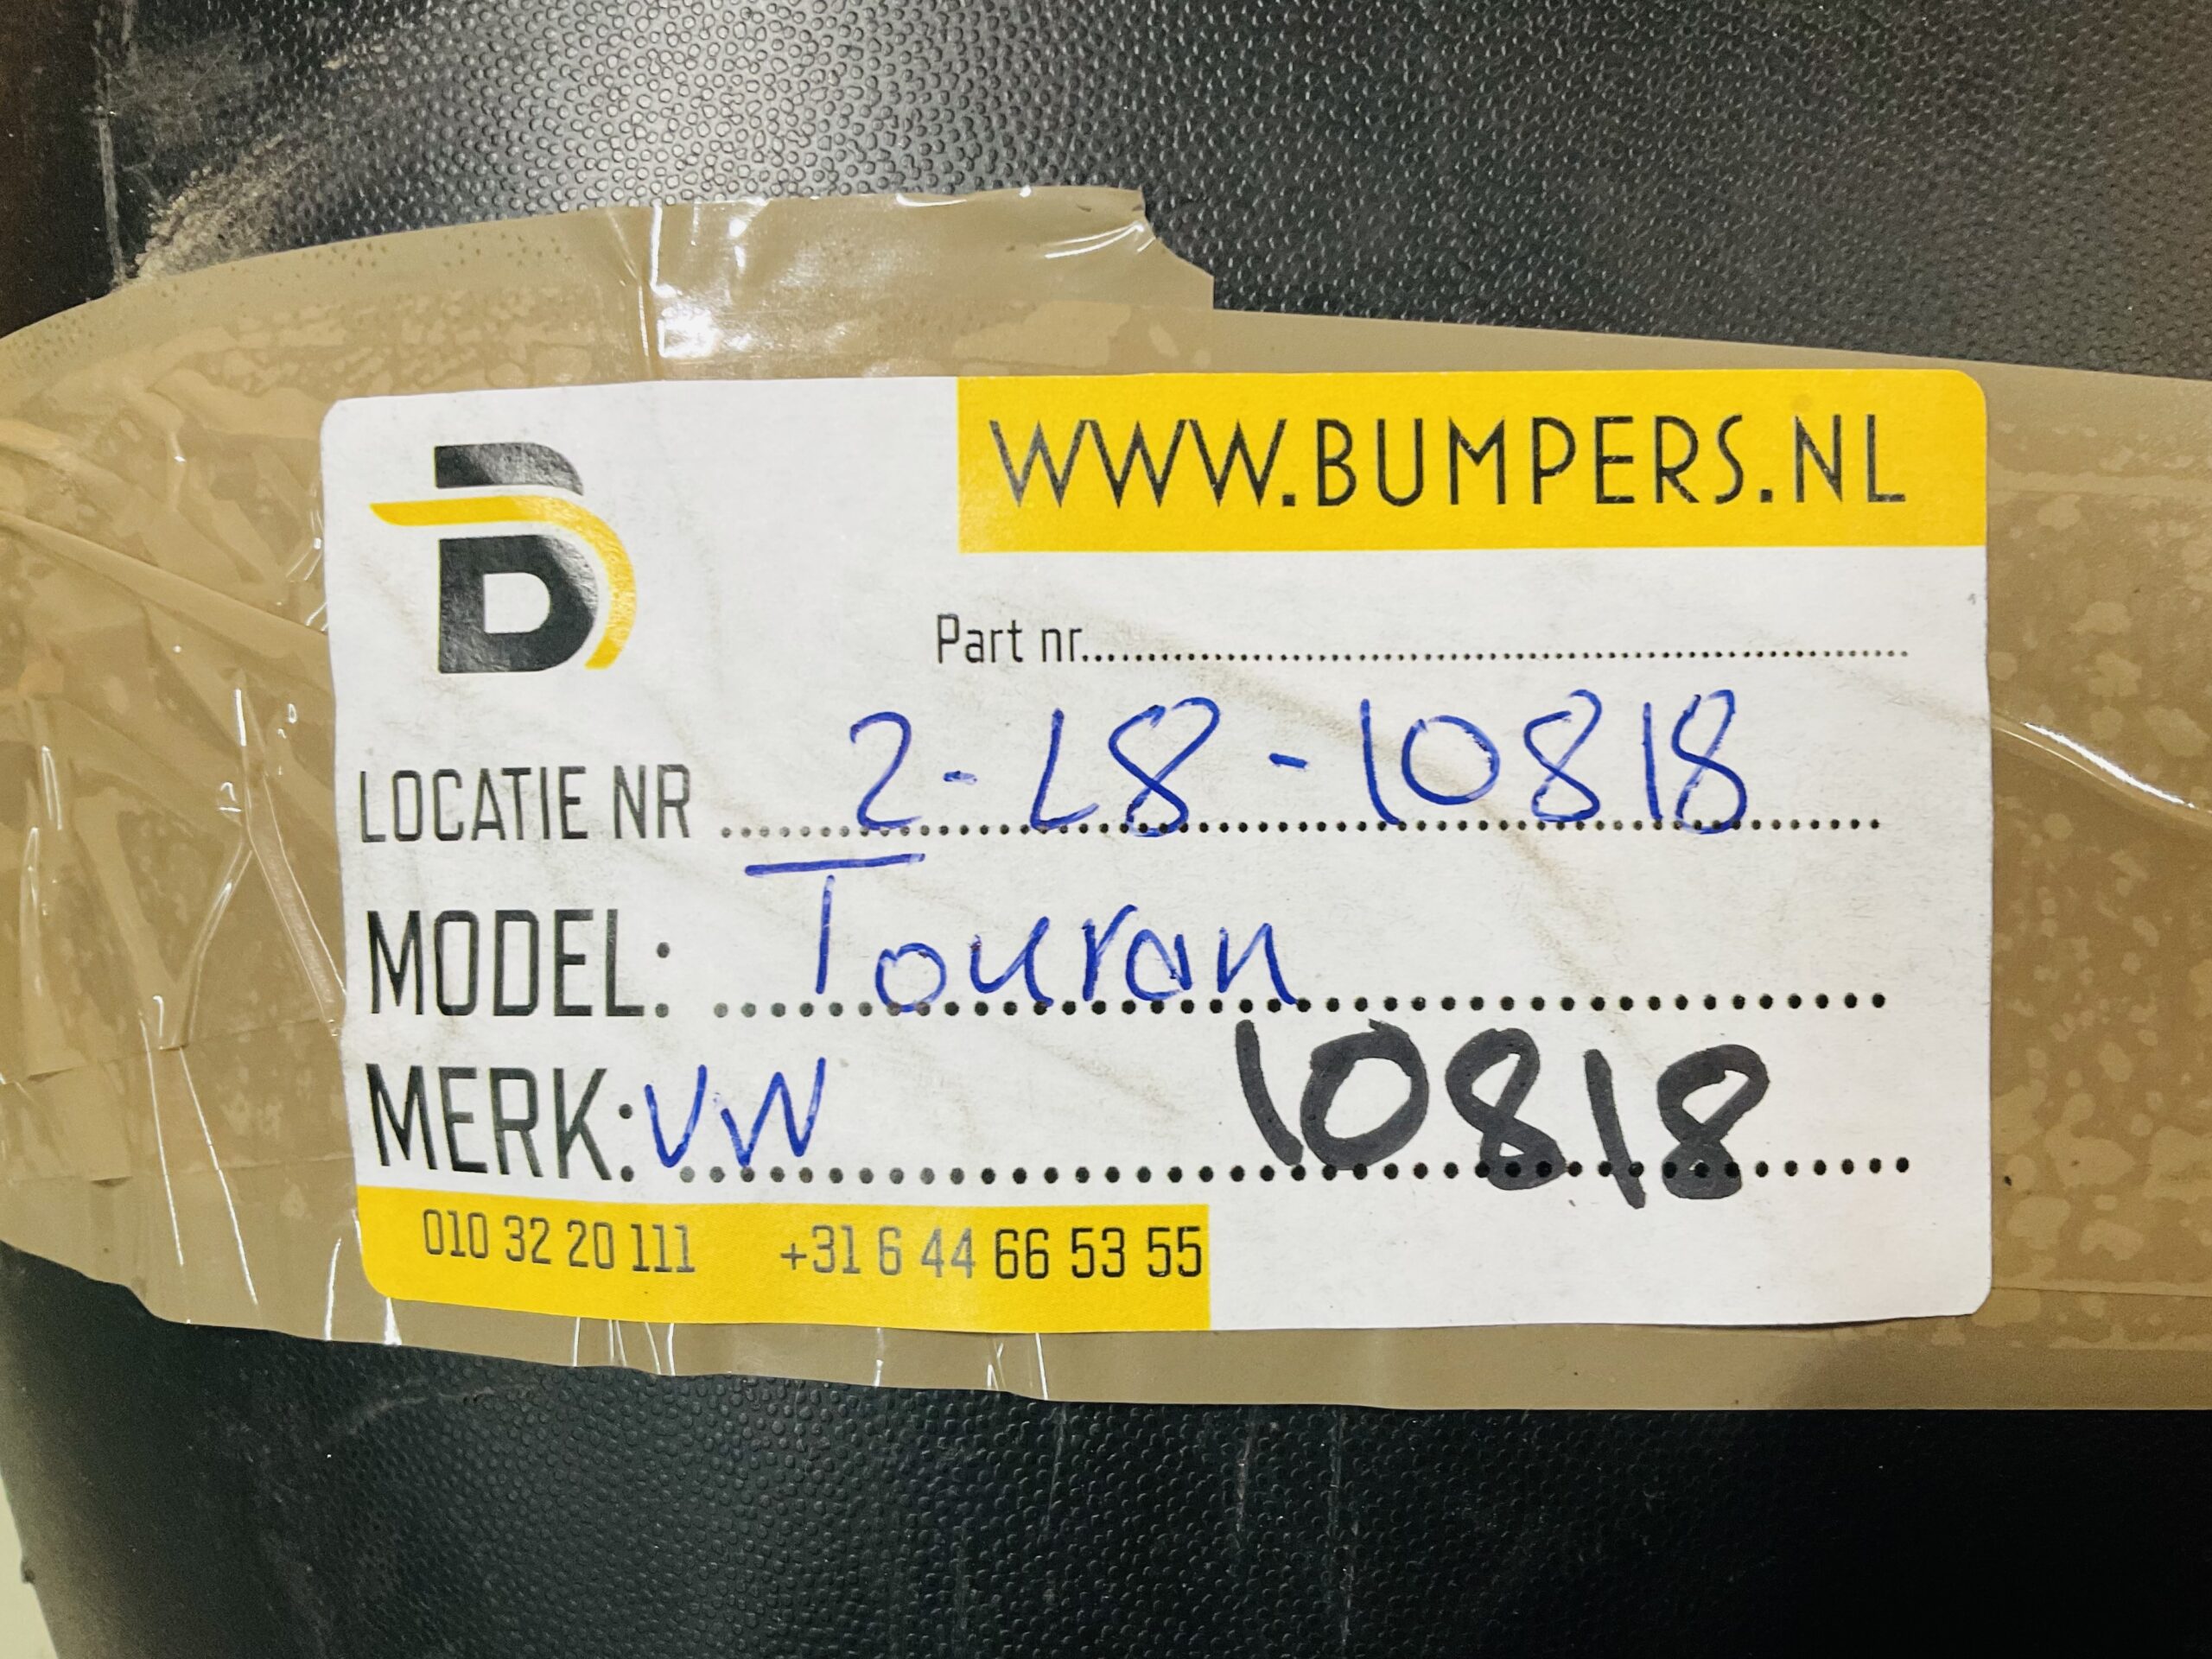 B
WWW.BUMPERS.NL
Part nr..........
LOCATIE NR 2-L8-10818
MODEL: Touran
MERK: VW 10818
010 32 20 111 +31 6 44 66 53 55